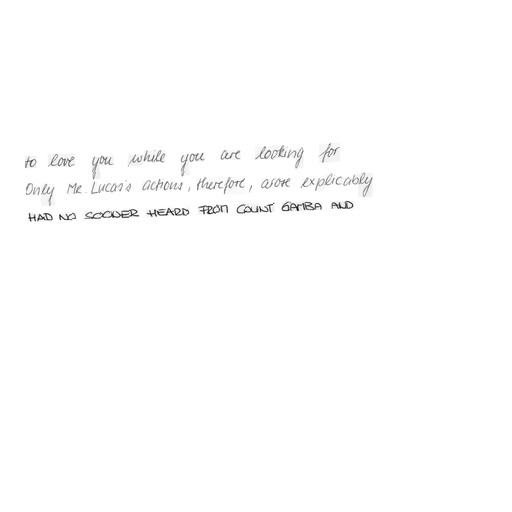 to love you while you are looking for
Only Mr. Lucas's actions, therefore, arose explicably
HAD NO SOONER HEARD FROM COUNT GAMBA AND